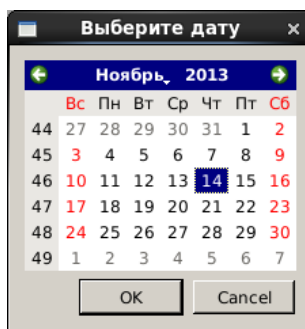 Выберите дату
Ноябрь 2013
Вс Пн Вт Ср Чт Пт Сб
44 27 28 29 30 31 1 2
45 3 4 5 6 7 8 9
46 10 11 12 13 14 15 16
47 17 18 19 20 21 22 23
48 24 25 26 27 28 29 30
49 1 2 3 4 5 6 7
OK Cancel